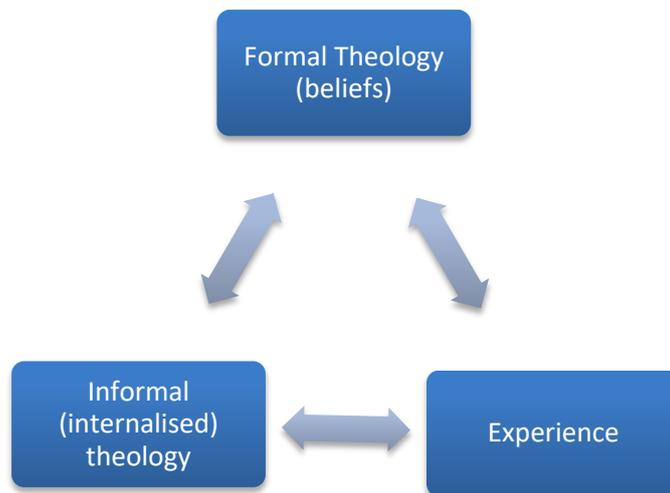 Formal Theology
(beliefs)
Informal
(internalised)
theology
Experience